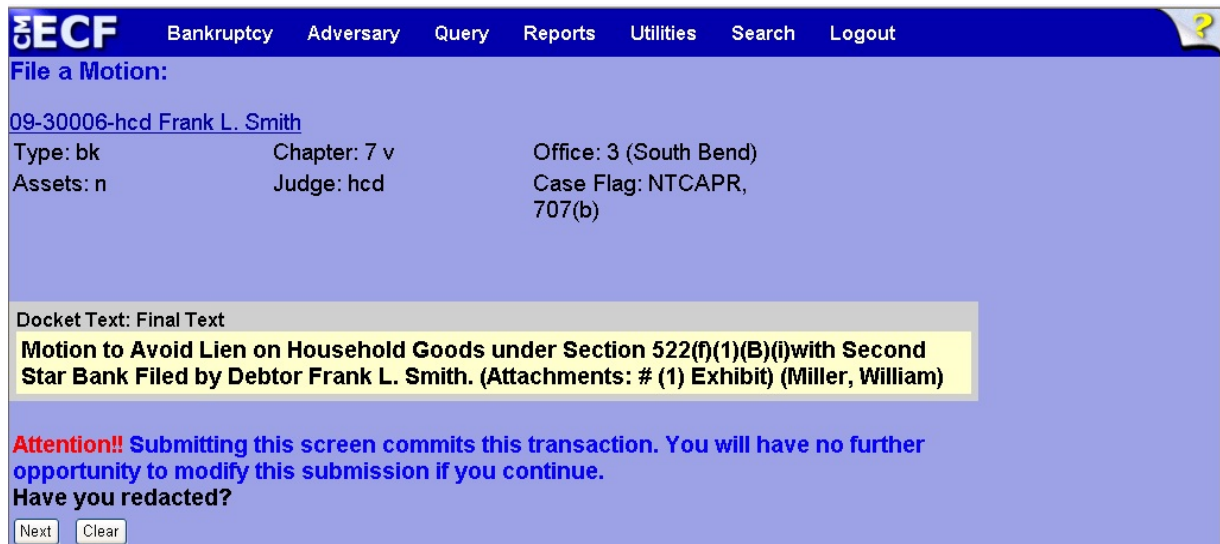 CM ECF Bankruptcy Adversary Query Reports Utilities Search Logout ?
File a Motion:
09-30006-hcd Frank L. Smith
Type: bk Chapter: 7 v Office: 3 (South Bend)
Assets: n Judge: hcd Case Flag: NTCAPR,
707(b)
Docket Text: Final Text
Motion to Avoid Lien on Household Goods under Section 522(f)(1)(B)(i)with Second
Star Bank Filed by Debtor Frank L. Smith. (Attachments: # (1) Exhibit) (Miller, William)
Attention!! Submitting this screen commits this transaction. You will have no further
opportunity to modify this submission if you continue.
Have you redacted?
Next Clear